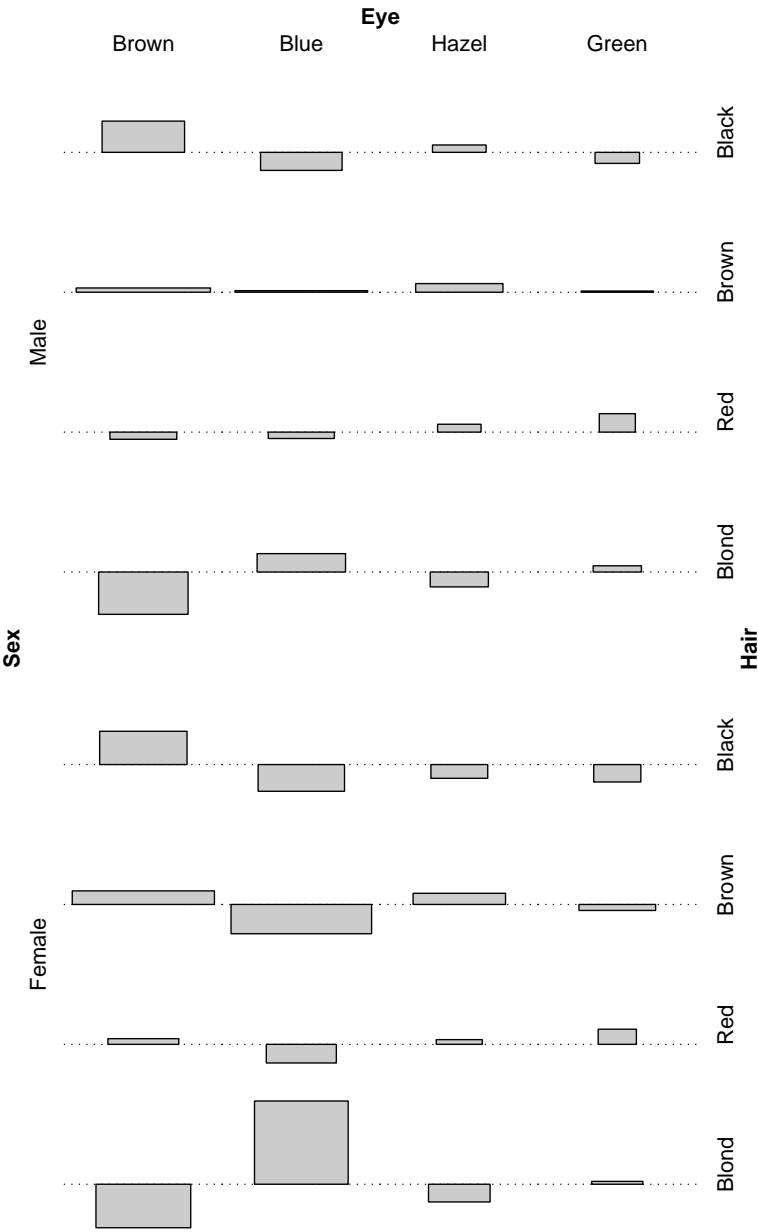 Eye
Brown Blue Hazel Green
Black
Brown
Male
Red
Blond
Sex
Hair
Black
Brown
Female
Red
Blond